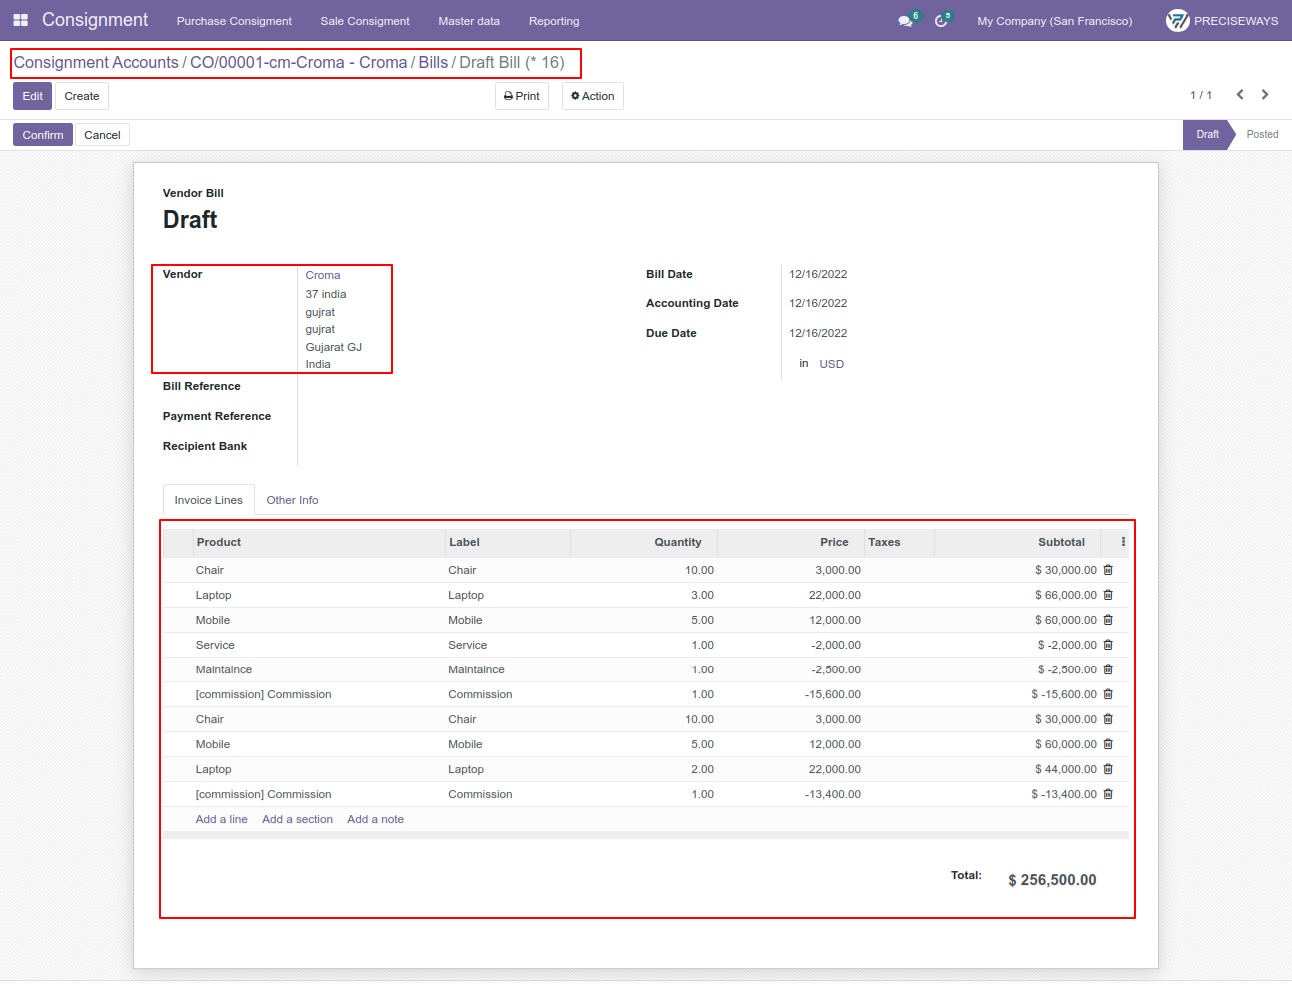 Consignment Purchase Consigment Sale Consigment Master data Reporting 6 5 My Company (San Francisco) PRECISEWAYS
Consignment Accounts / CO/00001-cm-Croma - Croma / Bills / Draft Bill (* 16)
Edit Create Print Action 1 / 1
Confirm Cancel Draft Posted
Vendor Bill
Draft
Vendor Croma
37 india
gujrat
gujrat
Gujarat GJ
India
Bill Reference
Payment Reference
Recipient Bank
Bill Date 12/16/2022
Accounting Date 12/16/2022
Due Date 12/16/2022
in USD
Invoice Lines Other Info
Product Label Quantity Price Taxes Subtotal
Chair Chair 10.00 3,000.00 $ 30,000.00
Laptop Laptop 3.00 22,000.00 $ 66,000.00
Mobile Mobile 5.00 12,000.00 $ 60,000.00
Service Service 1.00 -2,000.00 $ -2,000.00
Maintaince Maintaince 1.00 -2,500.00 $ -2,500.00
[commission] Commission Commission 1.00 -15,600.00 $ -15,600.00
Chair Chair 10.00 3,000.00 $ 30,000.00
Mobile Mobile 5.00 12,000.00 $ 60,000.00
Laptop Laptop 2.00 22,000.00 $ 44,000.00
[commission] Commission Commission 1.00 -13,400.00 $ -13,400.00
Add a line Add a section Add a note
Total: $ 256,500.00